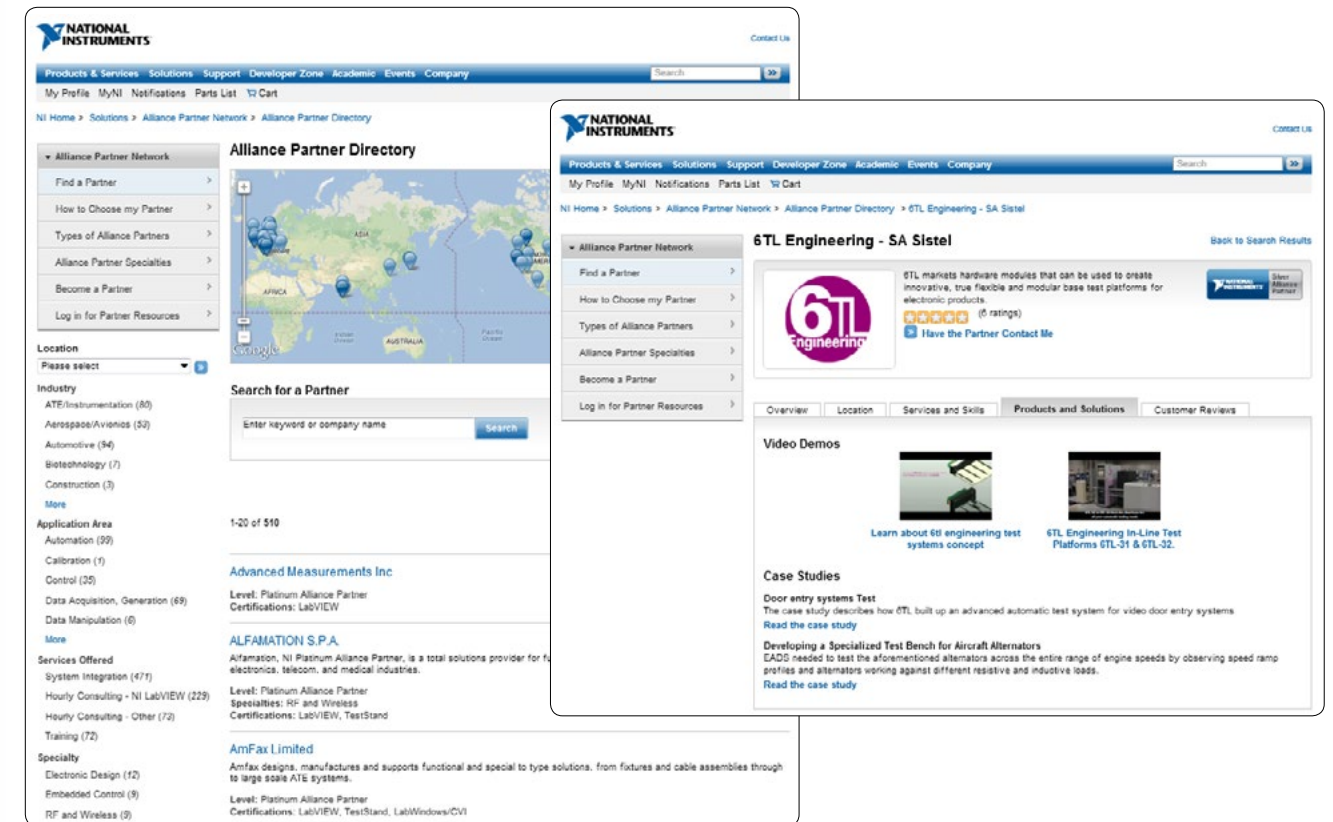 NATIONAL
INSTRUMENTS
Contact Us
Products & Services Solutions Support Developer Zone Academic Events Company
Search
My Profile MyNI Notifications Parts List Cart
NI Home > Solutions > Alliance Partner Network > Alliance Partner Directory
Alliance Partner Network
Find a Partner
How to Choose my Partner
Types of Alliance Partners
Alliance Partner Specialties
Become a Partner
Log in for Partner Resources
Location
Please select
Industry
ATE/Instrumentation (80)
Aerospace/Avionics (53)
Automotive (94)
Biotechnology (7)
Construction (3)
More
Application Area
Automation (99)
Calibration (1)
Control (35)
Data Acquisition, Generation (69)
Data Manipulation (6)
More
Services Offered
System Integration (471)
Hourly Consulting - NI LabVIEW (229)
Hourly Consulting - Other (73)
Training (72)
Specialty
Electronic Design (12)
Embedded Control (9)
RF and Wireless (9)
Alliance Partner Directory
ASIA
AFRICA
Indian
Ocean
AUSTRALIA
Pacific
Ocean
Google
Search for a Partner
Enter keyword or company name
Search
1-20 of 510
Advanced Measurements Inc
Level: Platinum Alliance Partner
Certifications: LabVIEW
ALFAMATION S.P.A.
Alfamation, NI Platinum Alliance Partner, is a total solutions provider for
electronics, telecom, and medical industries.
Level: Platinum Alliance Partner
Specialties: RF and Wireless
Certifications: LabVIEW, TestStand
AmFax Limited
Amfax designs, manufactures and supports functional and special to type solutions, from fixtures and cable assemblies through
to large scale ATE systems.
Level: Platinum Alliance Partner
Certifications: LabVIEW, TestStand, LabWindows/CVI
NATIONAL
INSTRUMENTS
Contact Us
Products & Services Solutions Support Developer Zone Academic Events Company
Search
My Profile MyNI Notifications Parts List Cart
NI Home > Solutions > Alliance Partner Network > Alliance Partner Directory > 6TL Engineering - SA Sistel
Alliance Partner Network
Find a Partner
How to Choose my Partner
Types of Alliance Partners
Alliance Partner Specialties
Become a Partner
Log in for Partner Resources
6TL Engineering - SA Sistel
Back to Search Results
6TL
Engineering
6TL markets hardware modules that can be used to create
innovative, true flexible and modular base test platforms for
electronic products.
(6 ratings)
Have the Partner Contact Me
NATIONAL
INSTRUMENTS
Silver
Alliance
Partner
Overview Location Services and Skills Products and Solutions Customer Reviews
Video Demos
Learn about 6tl engineering test
systems concept
6TL Engineering In-Line Test
Platforms 6TL-31 & 6TL-32.
Case Studies
Door entry systems Test
The case study describes how 6TL built up an advanced automatic test system for video door entry systems
Read the case study
Developing a Specialized Test Bench for Aircraft Alternators
EADS needed to test the aforementioned alternators across the entire range of engine speeds by observing speed ramp
profiles and alternators working against different resistive and inductive loads.
Read the case study